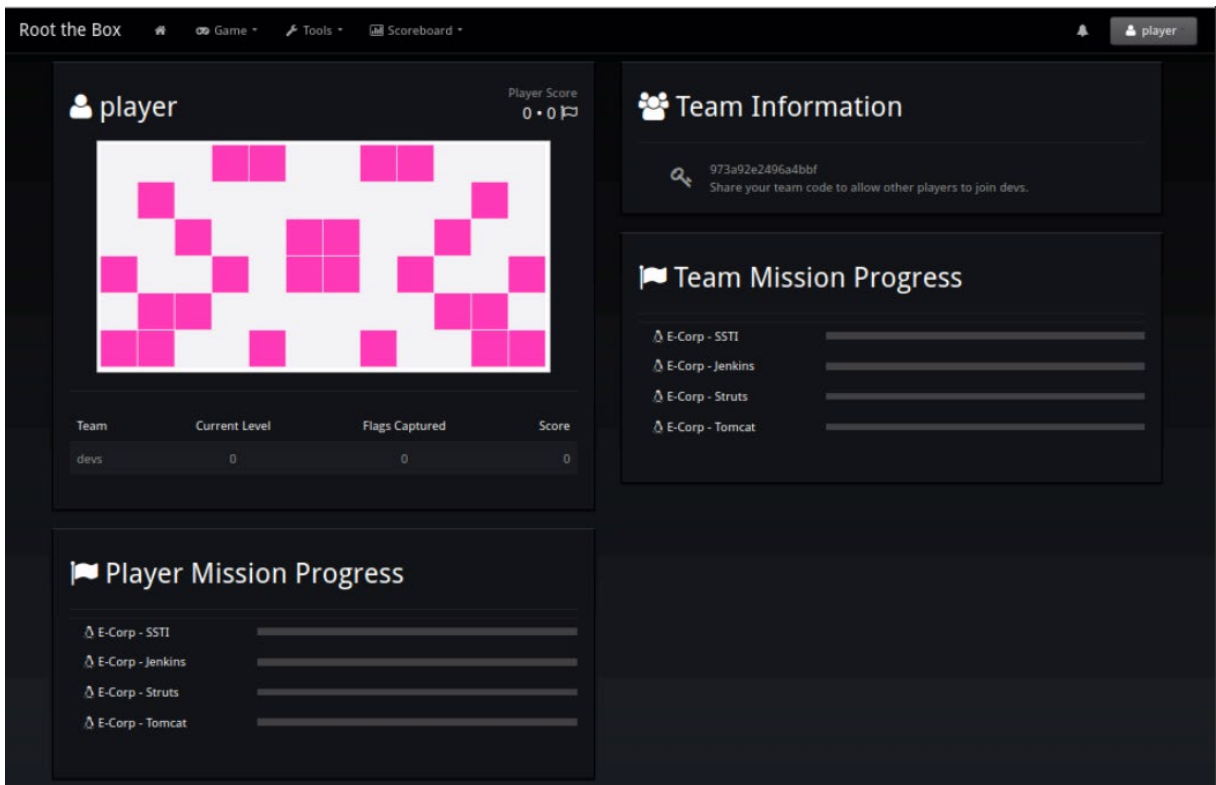 Root the Box Game Tools Scoreboard player
player
Player Score
0 • 0
Team Current Level Flags Captured Score
devs 0 0 0
Player Mission Progress
E-Corp - SSTI
E-Corp - Jenkins
E-Corp - Struts
E-Corp - Tomcat
Team Information
973a92e2496a4bbf
Share your team code to allow other players to join devs.
Team Mission Progress
E-Corp - SSTI
E-Corp - Jenkins
E-Corp - Struts
E-Corp - Tomcat